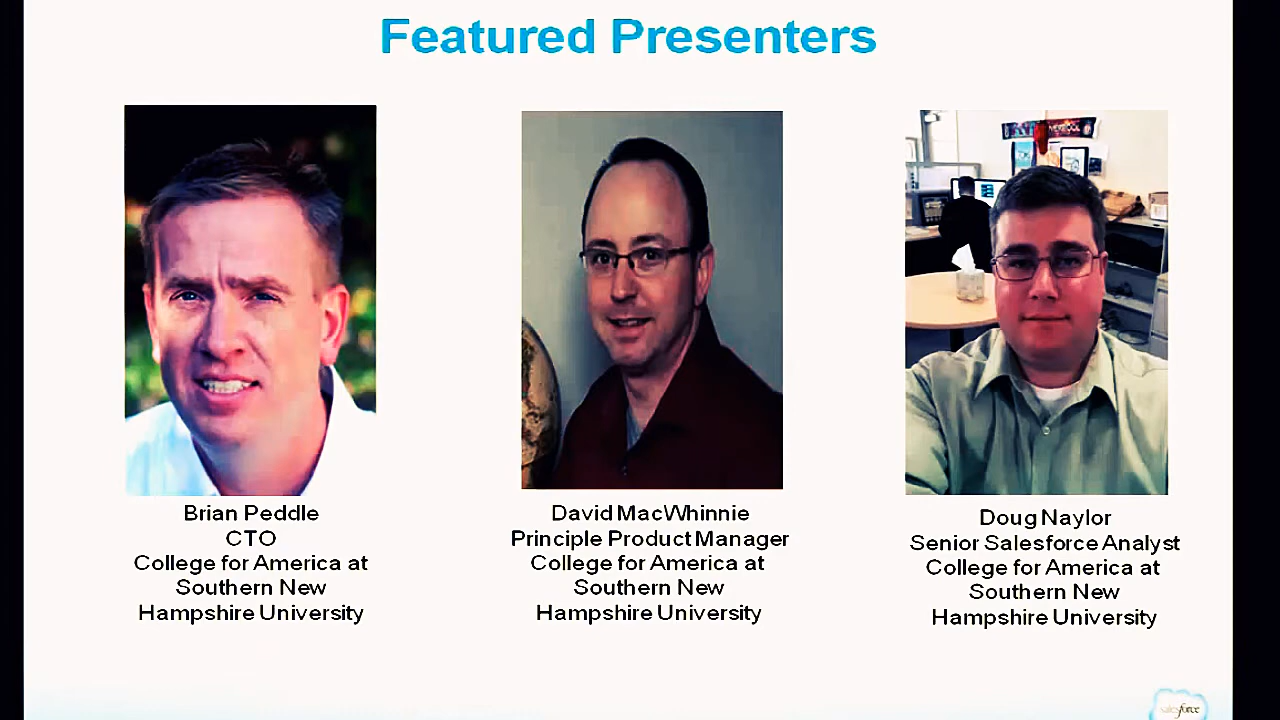 Featured Presenters
Brian Peddle
CTO
College for America at
Southern New
Hampshire University
David MacWhinnie
Principle Product Manager
College for America at
Southern New
Hampshire University
Doug Naylor
Senior Salesforce Analyst
College for America at
Southern New
Hampshire University
salesforce